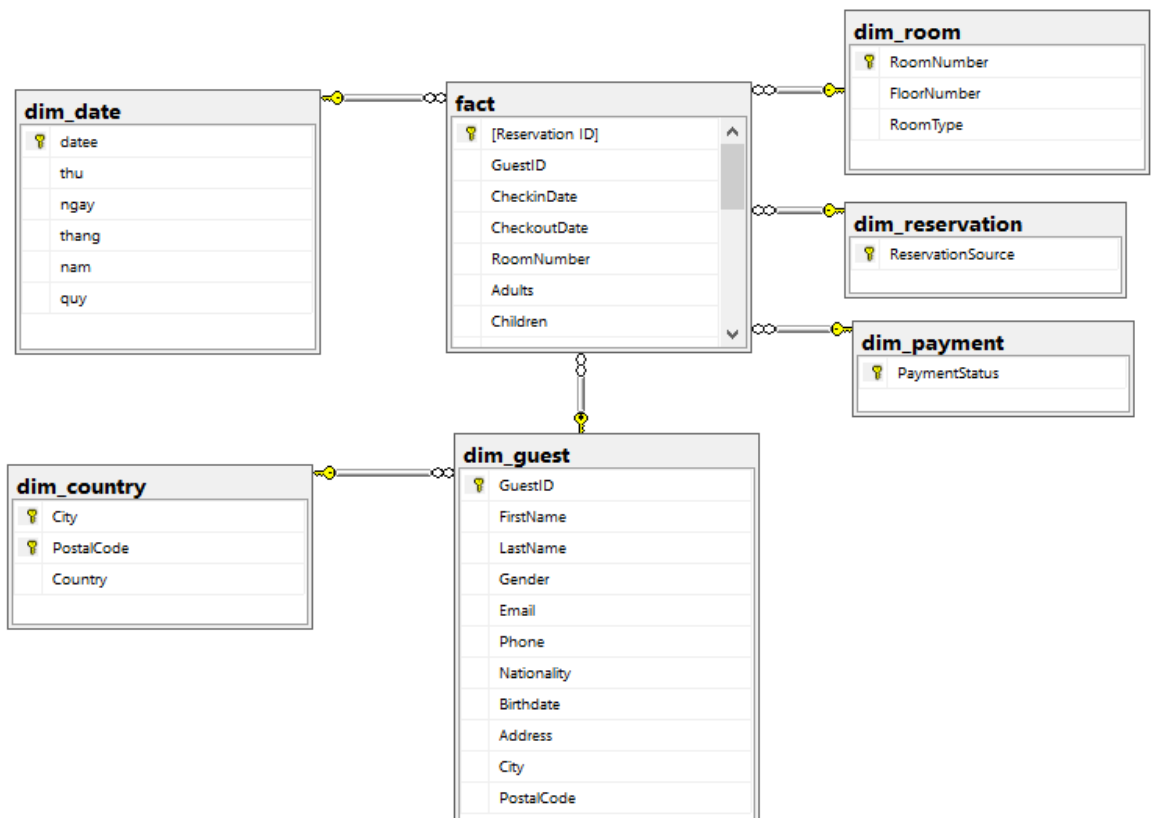 dim_date
datee
thu
ngay
thang
nam
quy
fact
[Reservation ID]
GuestID
CheckinDate
CheckoutDate
RoomNumber
Adults
Children
dim_room
RoomNumber
FloorNumber
RoomType
dim_reservation
ReservationSource
dim_payment
PaymentStatus
dim_country
City
PostalCode
Country
dim_guest
GuestID
FirstName
LastName
Gender
Email
Phone
Nationality
Birthdate
Address
City
PostalCode